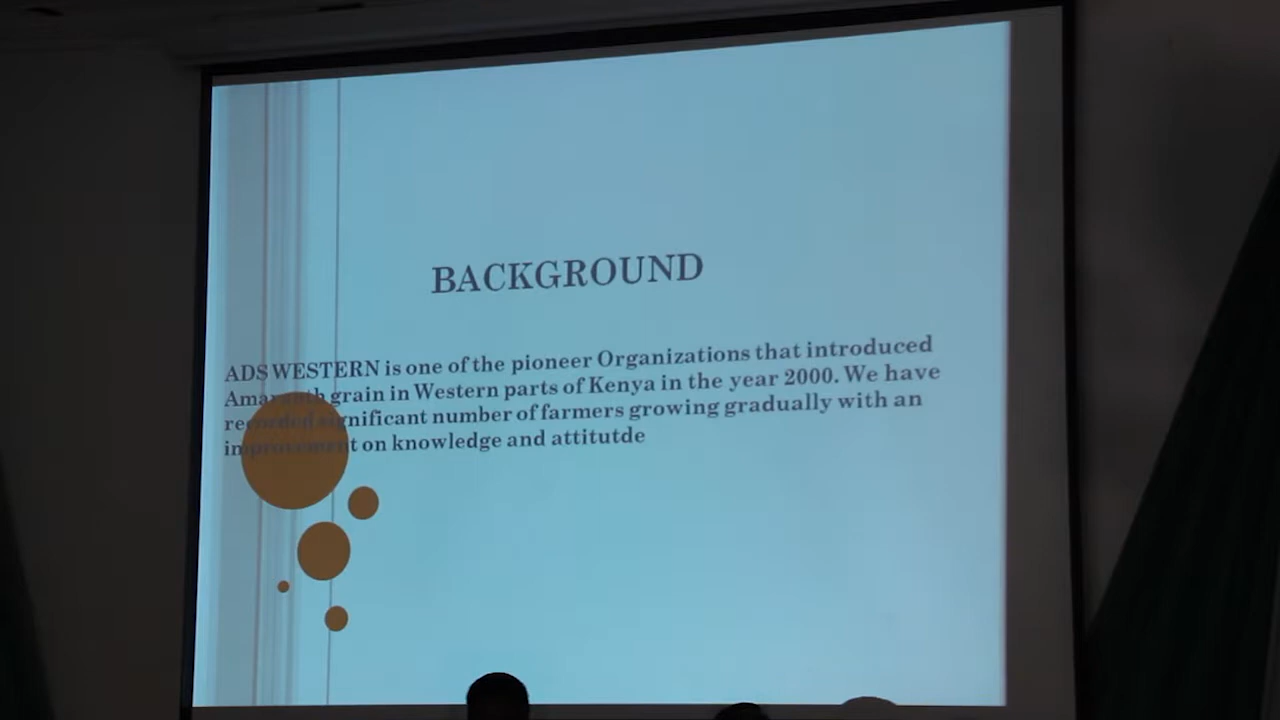 BACKGROUND
ADS WESTERN is one of the pioneer Organizations that introduced
Amaranth grain in Western parts of Kenya in the year 2000. We have
recorded significant number of farmers growing gradually with an
improvement on knowledge and attitutde